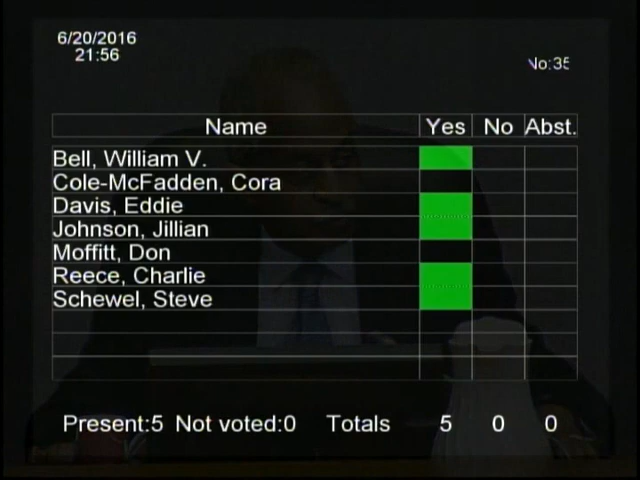 6/20/2016
21:56
No:35
Name Yes No Abst.
Bell, William V.
Cole-McFadden, Cora
Davis, Eddie
Johnson, Jillian
Moffitt, Don
Reece, Charlie
Schewel, Steve
Present:5 Not voted:0 Totals 5 0 0